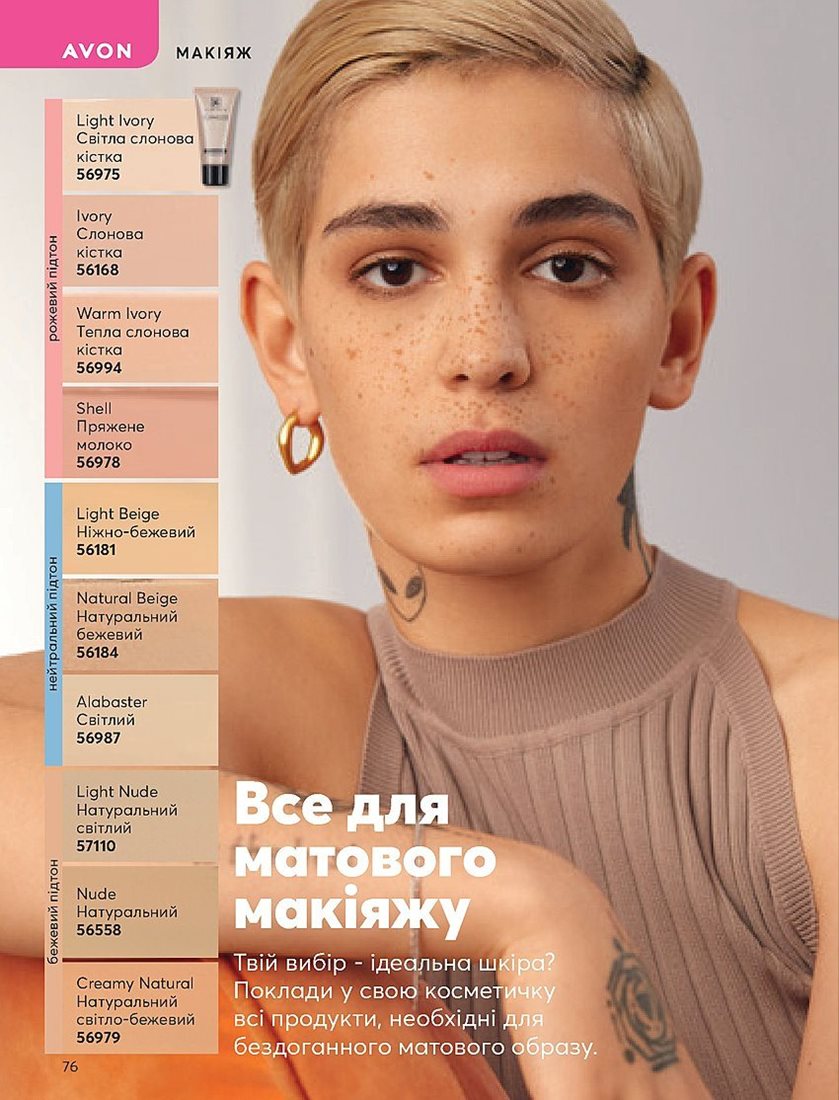 AVON
МАКІЯЖ
рожевий підтон
Light Ivory
Світла слонова
кістка
56975
Ivory
Слонова
кістка
56168
Warm Ivory
Тепла слонова
кістка
56994
Shell
Пряжене
молоко
56978
нейтральний підтон
Light Beige
Ніжно-бежевий
56181
Natural Beige
Натуральний
бежевий
56184
Alabaster
Світлий
56987
бежевий підтон
Light Nude
Натуральний
світлий
57110
Nude
Натуральний
56558
Creamy Natural
Натуральний
світло-бежевий
56979
Все для
матового
макіяжу
Твій вибір - ідеальна шкіра?
Поклади у свою косметичку
всі продукти, необхідні для
бездоганного матового образу.
76